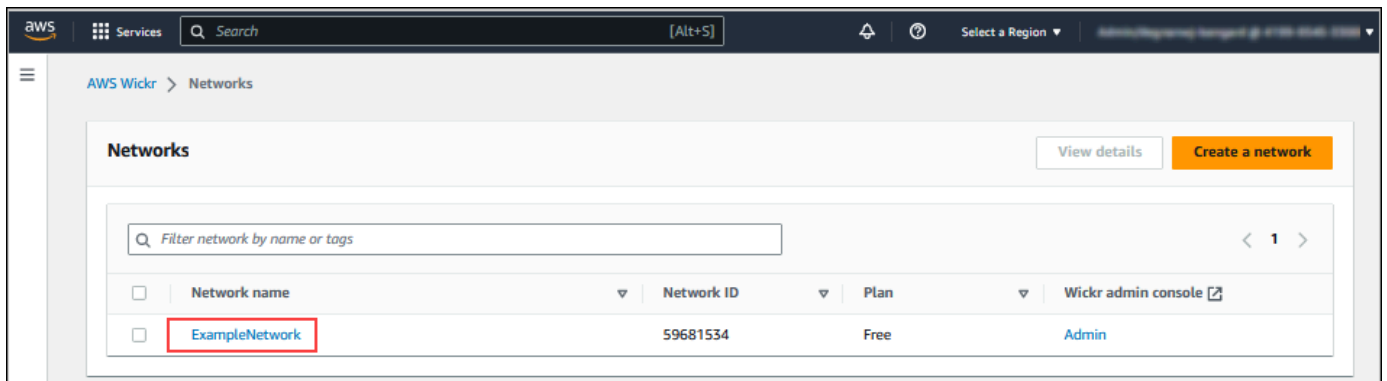 aws Services Search [Alt+S] Select a Region
AWS Wickr > Networks
Networks View details Create a network
Filter network by name or tags < 1 >
Network name Network ID Plan Wickr admin console
ExampleNetwork 59681534 Free Admin